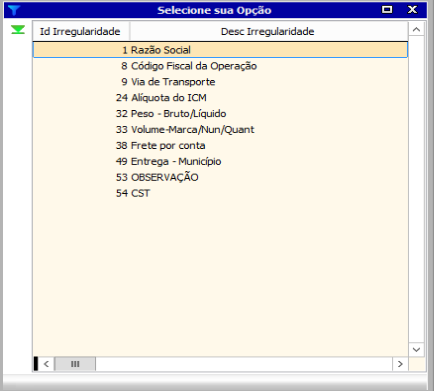 Selecione sua Opção
Id Irregularidade Desc Irregularidade
1 Razão Social
8 Código Fiscal da Operação
9 Via de Transporte
24 Alíquota do ICM
32 Peso - Bruto/Líquido
33 Volume-Marca/Nun/Quant
38 Frete por conta
49 Entrega - Município
53 OBSERVAÇÃO
54 CST